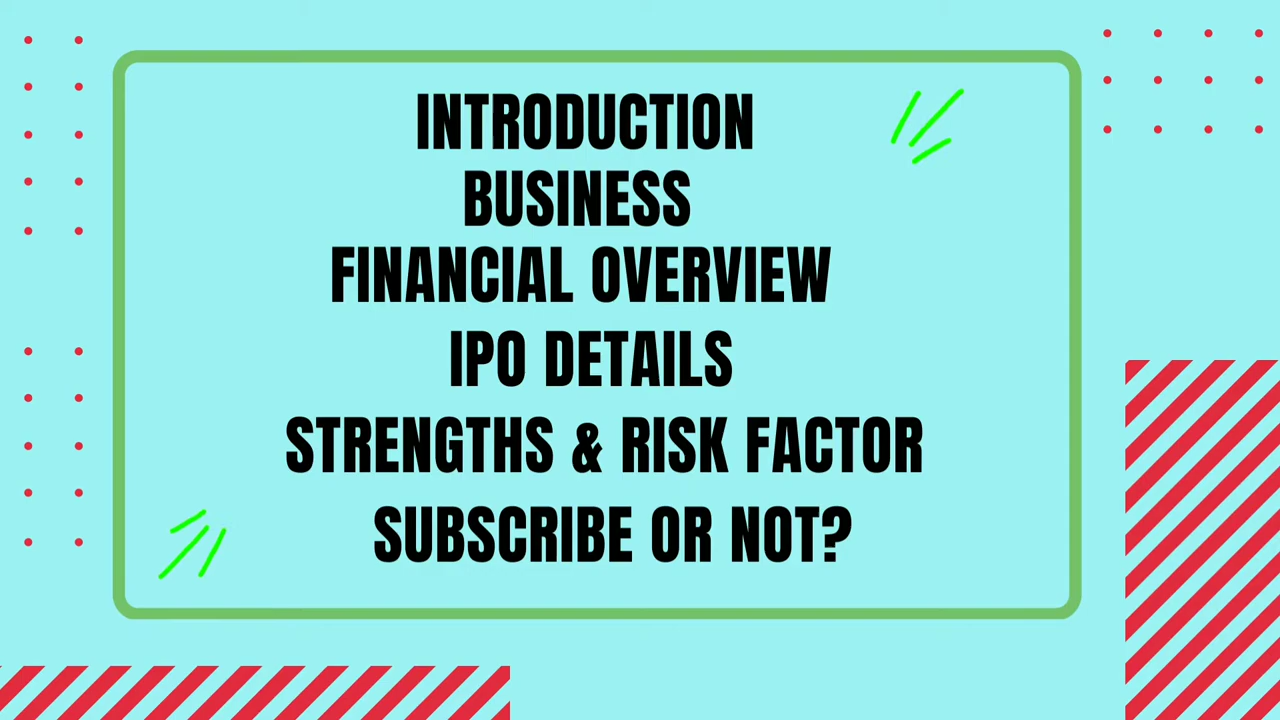 INTRODUCTION
BUSINESS
FINANCIAL OVERVIEW
IPO DETAILS
STRENGTHS & RISK FACTOR
SUBSCRIBE OR NOT?